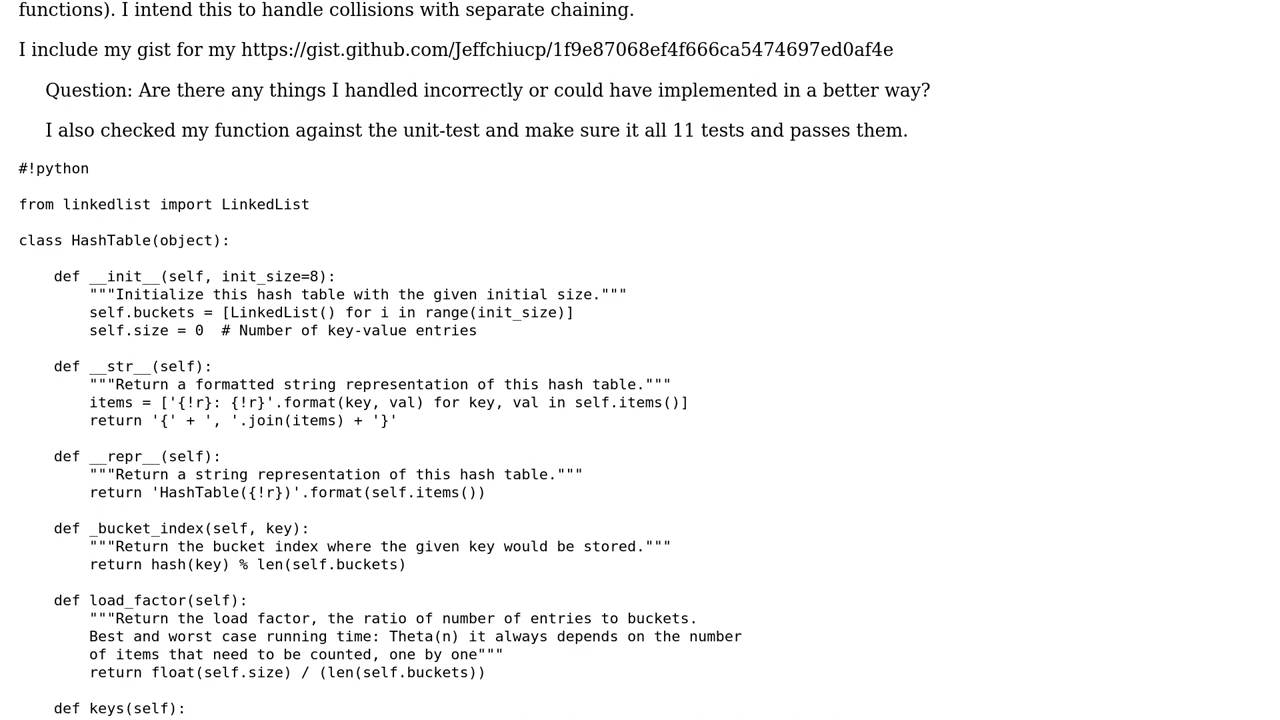 functions). I intend this to handle collisions with separate chaining.
I include my gist for my https://gist.github.com/Jeffchiucp/1f9e87068ef4f666ca5474697ed0af4e
Question: Are there any things I handled incorrectly or could have implemented in a better way?
I also checked my function against the unit-test and make sure it all 11 tests and passes them.
#!python
from linkedlist import LinkedList
class HashTable(object):
    def __init__(self, init_size=8):
        """Initialize this hash table with the given initial size."""
        self.buckets = [LinkedList() for i in range(init_size)]
        self.size = 0  # Number of key-value entries
    def __str__(self):
        """Return a formatted string representation of this hash table."""
        items = ['{!r}: {!r}'.format(key, val) for key, val in self.items()]
        return '{' + ', '.join(items) + '}'
    def __repr__(self):
        """Return a string representation of this hash table."""
        return 'HashTable({!r})'.format(self.items())
    def _bucket_index(self, key):
        """Return the bucket index where the given key would be stored."""
        return hash(key) % len(self.buckets)
    def load_factor(self):
        """Return the load factor, the ratio of number of entries to buckets.
        Best and worst case running time: Theta(n) it always depends on the number
        of items that need to be counted, one by one"""
        return float(self.size) / (len(self.buckets))
    def keys(self):